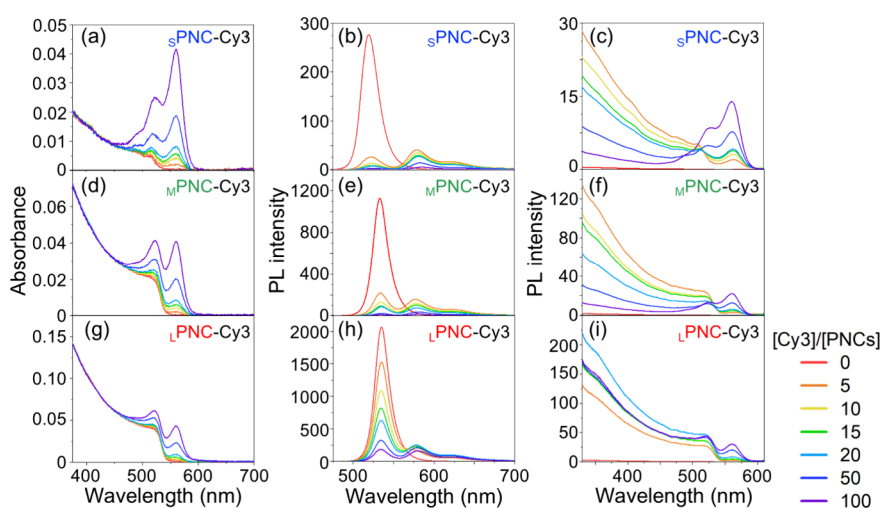 (a) SPNC-Cy3
0.05
0.04
0.03
0.02
0.01
0
(b) SPNC-Cy3
300
200
100
0
(c) SPNC-Cy3
30
15
0
(d) MPNC-Cy3
0.06
0.04
0.02
0
Absorbance
(e) MPNC-Cy3
1200
800
400
0
PL intensity
(f) MPNC-Cy3
120
90
60
30
0
PL intensity
(g) LPNC-Cy3
0.15
0.10
0.05
0
400 500 600 700
Wavelength (nm)
(h) LPNC-Cy3
2000
1500
1000
500
0
500 600 700
Wavelength (nm)
(i) LPNC-Cy3
200
150
100
50
0
400 500 600
Wavelength (nm)
[Cy3]/[PNCs]
0
5
10
15
20
50
100